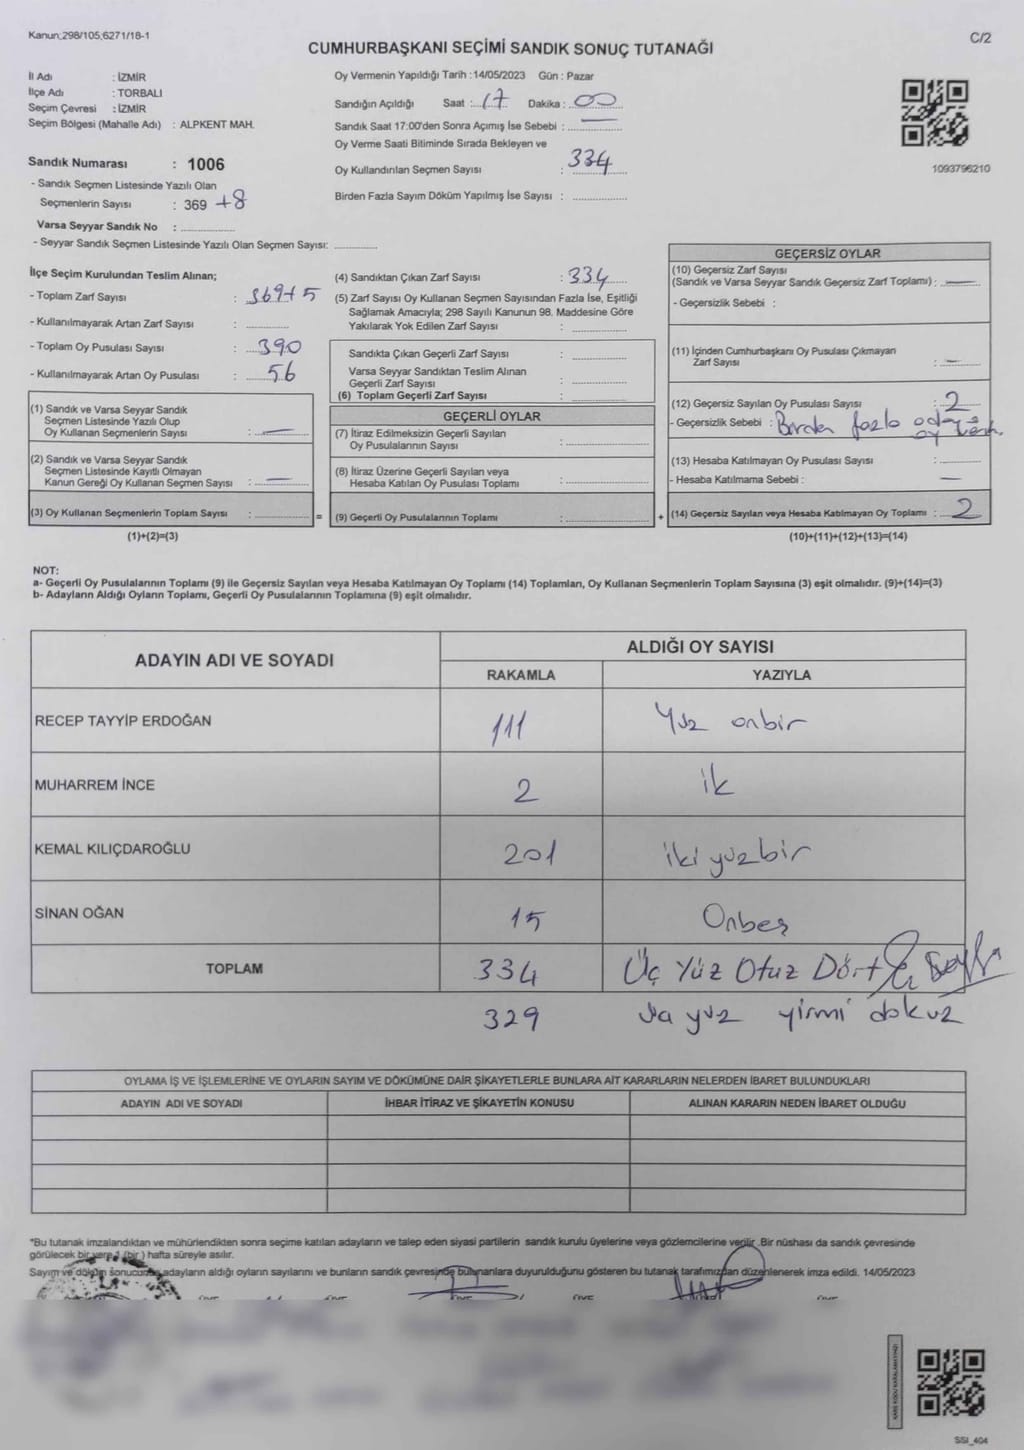 Kanun:298/105;6271/18-1
C/2
CUMHURBAŞKANI SEÇİMİ SANDIK SONUÇ TUTANAĞI
İl Adı : İZMİR
İlçe Adı : TORBALI
Seçim Çevresi : İZMİR
Seçim Bölgesi (Mahalle Adı) : ALPKENT MAH.
Oy Vermenin Yapıldığı Tarih : 14/05/2023 Gün : Pazar
Sandığın Açıldığı Saat : 17 Dakika : 00
Sandık Saat 17:00'den Sonra Açımış İse Sebebi :
Oy Verme Saati Bitiminde Sırada Bekleyen ve
Oy Kullandırılan Seçmen Sayısı : 334
Birden Fazla Sayım Döküm Yapılmış İse Sayısı :
1093796210
Sandık Numarası : 1006
- Sandık Seçmen Listesinde Yazılı Olan
Seçmenlerin Sayısı : 369 +8
Varsa Seyyar Sandık No :
- Seyyar Sandık Seçmen Listesinde Yazılı Olan Seçmen Sayısı:
İlçe Seçim Kurulundan Teslim Alınan;
- Toplam Zarf Sayısı : 369+5
- Kullanılmayarak Artan Zarf Sayısı :
- Toplam Oy Pusulası Sayısı : 390
- Kullanılmayarak Artan Oy Pusulası : 56
(1) Sandık ve Varsa Seyyar Sandık
Seçmen Listesinde Yazılı Olup
Oy Kullanan Seçmenlerin Sayısı : —
(2) Sandık ve Varsa Seyyar Sandık
Seçmen Listesinde Kayıtlı Olmayan
Kanun Gereği Oy Kullanan Seçmen Sayısı : —
(3) Oy Kullanan Seçmenlerin Toplam Sayısı :
(1)+(2)=(3)
(4) Sandıktan Çıkan Zarf Sayısı : 334
(5) Zarf Sayısı Oy Kullanan Seçmen Sayısından Fazla İse, Eşitliği
Sağlamak Amacıyla; 298 Sayılı Kanunun 98. Maddesine Göre
Yakılarak Yok Edilen Zarf Sayısı :
Sandıkta Çıkan Geçerli Zarf Sayısı :
Varsa Seyyar Sandıktan Teslim Alınan
Geçerli Zarf Sayısı :
(6) Toplam Geçerli Zarf Sayısı :
GEÇERLİ OYLAR
(7) İtiraz Edilmeksizin Geçerli Sayılan
Oy Pusulalarının Sayısı :
(8) İtiraz Üzerine Geçerli Sayılan veya
Hesaba Katılan Oy Pusulası Toplamı :
= (9) Geçerli Oy Pusulalarının Toplamı :
GEÇERSİZ OYLAR
(10) Geçersiz Zarf Sayısı
(Sandık ve Varsa Seyyar Sandık Geçersiz Zarf Toplamı) : —
- Geçersizlik Sebebi :
(11) İçinden Cumhurbaşkanı Oy Pusulası Çıkmayan
Zarf Sayısı : —
(12) Geçersiz Sayılan Oy Pusulası Sayısı : 2
- Geçersizlik Sebebi : Birden fazla
(13) Hesaba Katılmayan Oy Pusulası Sayısı :
- Hesaba Katılmama Sebebi : —
+ (14) Geçersiz Sayılan veya Hesaba Katılmayan Oy Toplamı : 2
(10)+(11)+(12)+(13)=(14)
NOT:
a- Geçerli Oy Pusulalarının Toplamı (9) ile Geçersiz Sayılan veya Hesaba Katılmayan Oy Toplamı (14) Toplamları, Oy Kullanan Seçmenlerin Toplam Sayısına (3) eşit olmalıdır. (9)+(14)=(3)
b- Adayların Aldığı Oyların Toplamı, Geçerli Oy Pusulalarının Toplamına (9) eşit olmalıdır.
ADAYIN ADI VE SOYADI
ALDIĞI OY SAYISI
RAKAMLA YAZIYLA
RECEP TAYYİP ERDOĞAN 111 Yüz onbir
MUHARREM İNCE 2 ik
KEMAL KILIÇDAROĞLU 201 iki yuzbir
SİNAN OĞAN 15 Onbeş
TOPLAM 334 Üç Yüz Otuz Dört
329 yuz yirmi dokuz
OYLAMA İŞ VE İŞLEMLERİNE VE OYLARIN SAYIM VE DÖKÜMÜNE DAİR ŞİKAYETLERLE BUNLARA AİT KARARLARIN NELERDEN İBARET BULUNDUKLARI
ADAYIN ADI VE SOYADI İHBAR İTİRAZ VE ŞİKAYETİN KONUSU ALINAN KARARIN NEDEN İBARET OLDUĞU
*Bu tutanak imzalandıktan ve mühürlendikten sonra seçime katılan adayların ve talep eden siyasi partilerin sandık kurulu üyelerine veya gözlemcilerine verilir .Bir nüshası da sandık çevresinde
görülecek bir yere 1 (bir ) hafta süreyle asılır.
Sayım ve döküm sonucunda adayların aldığı oyların sayılarını ve bunların sandık çevresinde bulunanlara duyurulduğunu gösteren bu tutanak tarafımızdan düzenlenerek imza edildi. 14/05/2023
SSI_404